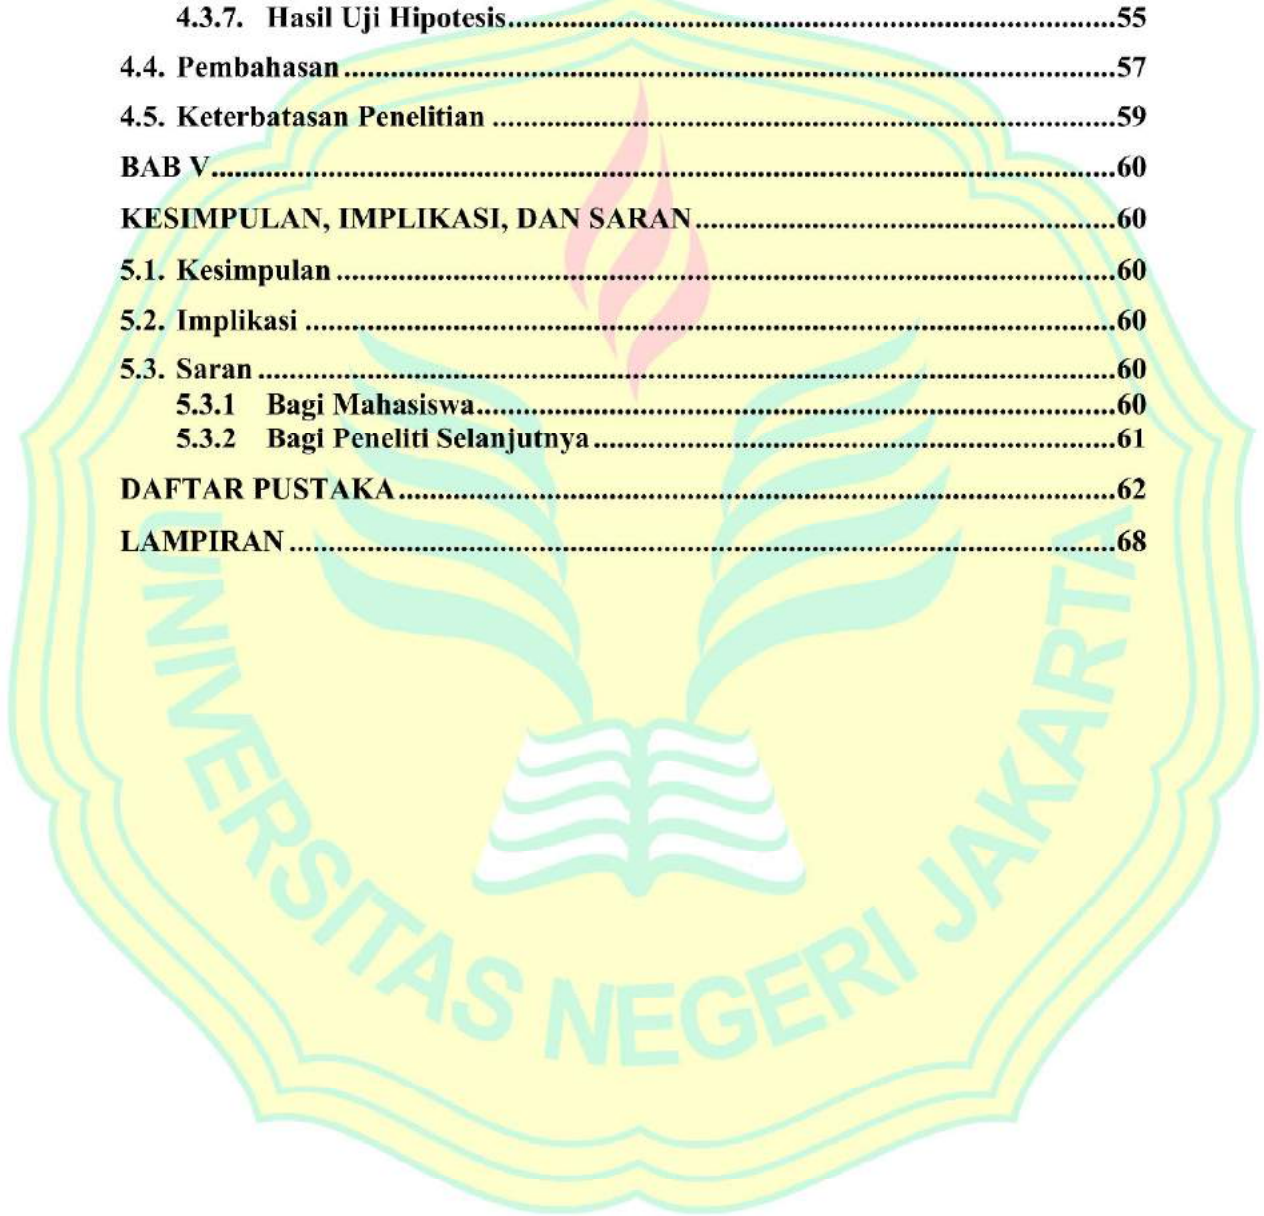 4.3.7. Hasil Uji Hipotesis....................................................................................55
4.4. Pembahasan....................................................................................57
4.5. Keterbatasan Penelitian....................................................................................59
BAB V....................................................................................60
KESIMPULAN, IMPLIKASI, DAN SARAN....................................................................................60
5.1. Kesimpulan....................................................................................60
5.2. Implikasi....................................................................................60
5.3. Saran....................................................................................60
5.3.1 Bagi Mahasiswa....................................................................................60
5.3.2 Bagi Peneliti Selanjutnya....................................................................................61
DAFTAR PUSTAKA....................................................................................62
LAMPIRAN....................................................................................68
UNIVERSITAS NEGERI JAKARTA